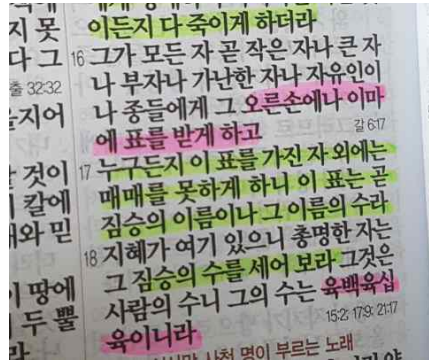 이든지 다 죽이게 하더라
지 못
다 그
16 그가 모든 자 곧 작은 자나 큰 자
출 32:32
나 부자나 가난한 자나 자유인이
나 종들에게 그 오른손에나 이마
에 표를 받게 하고 갈 6:17
것이
17 누구든지 이 표를 가진 자 외에는
칼에
매매를 못하게 하니 이 표는 곧
와 믿
짐승의 이름이나 그 이름의 수라
18 지혜가 여기 있으니 총명한 자는
그 짐승의 수를 세어 보라 그것은
땅에
사람의 수니 그의 수는 육백육십
두 뿔
15:2; 17:9; 21:17
육이니라
사천 명이 부르는 노래